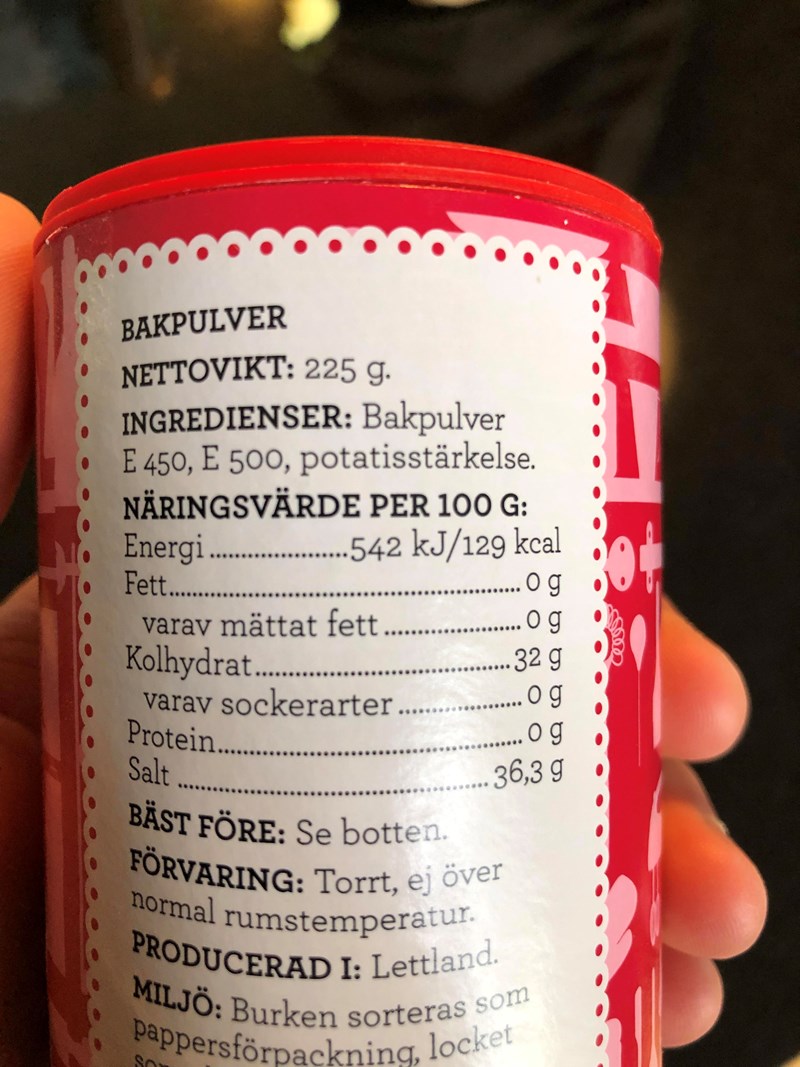 BAKPULVER
NETTOVIKT: 225 g.
INGREDIENSER: Bakpulver
E 450, E 500, potatisstärkelse.
NÄRINGSVÄRDE PER 100 G:
Energi ..................... 542 kJ/129 kcal
Fett ..................................................... 0 g
varav mättat fett ..................... 0 g
Kolhydrat ....................................... 32 g
varav sockerarter ................... 0 g
Protein .............................................. 0 g
Salt ................................................ 36,3 g
BÄST FÖRE: Se botten.
FÖRVARING: Torrt, ej över
normal rumstemperatur.
PRODUCERAD I: Lettland.
MILJÖ: Burken sorteras som
pappersförpackning, locket